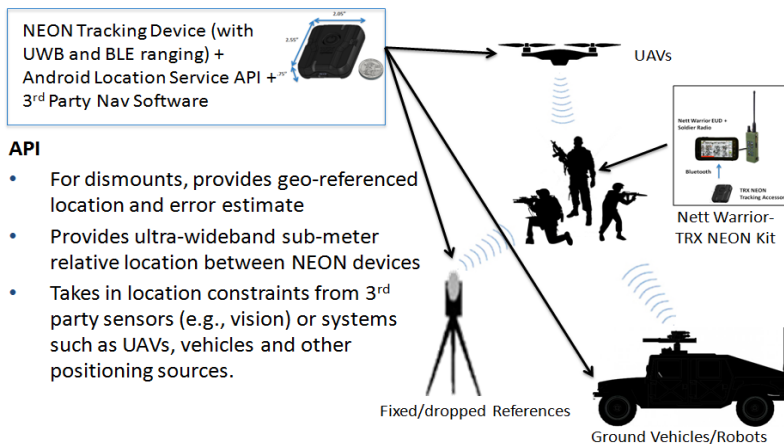 NEON Tracking Device (with
UWB and BLE ranging) +
Android Location Service API +
3rd Party Nav Software
2.05"
2.55"
.75"
UAVs
Nett Warrior EUD +
Soldier Radio
Bluetooth
TRX NEON
Tracking Accessor
Nett Warrior-
TRX NEON Kit
API
• For dismounts, provides geo-referenced
location and error estimate
• Provides ultra-wideband sub-meter
relative location between NEON devices
• Takes in location constraints from 3rd
party sensors (e.g., vision) or systems
such as UAVs, vehicles and other
positioning sources.
Fixed/dropped References
Ground Vehicles/Robots